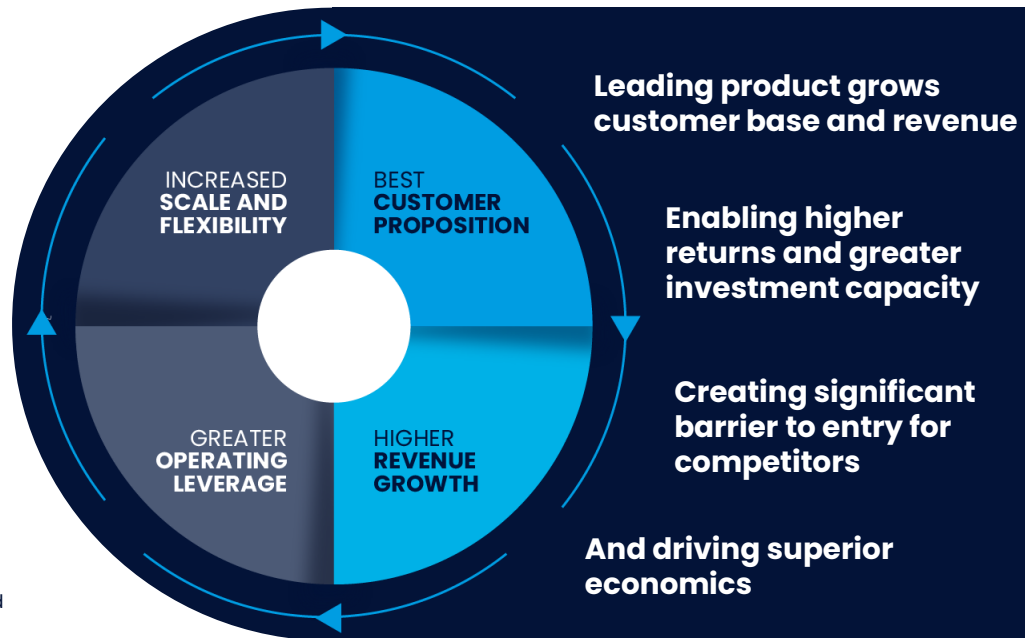 INCREASED
SCALE AND
FLEXIBILITY
BEST
CUSTOMER
PROPOSITION
GREATER
OPERATING
LEVERAGE
HIGHER
REVENUE
GROWTH
Leading product grows
customer base and revenue
Enabling higher
returns and greater
investment capacity
Creating significant
barrier to entry for
competitors
And driving superior
economics